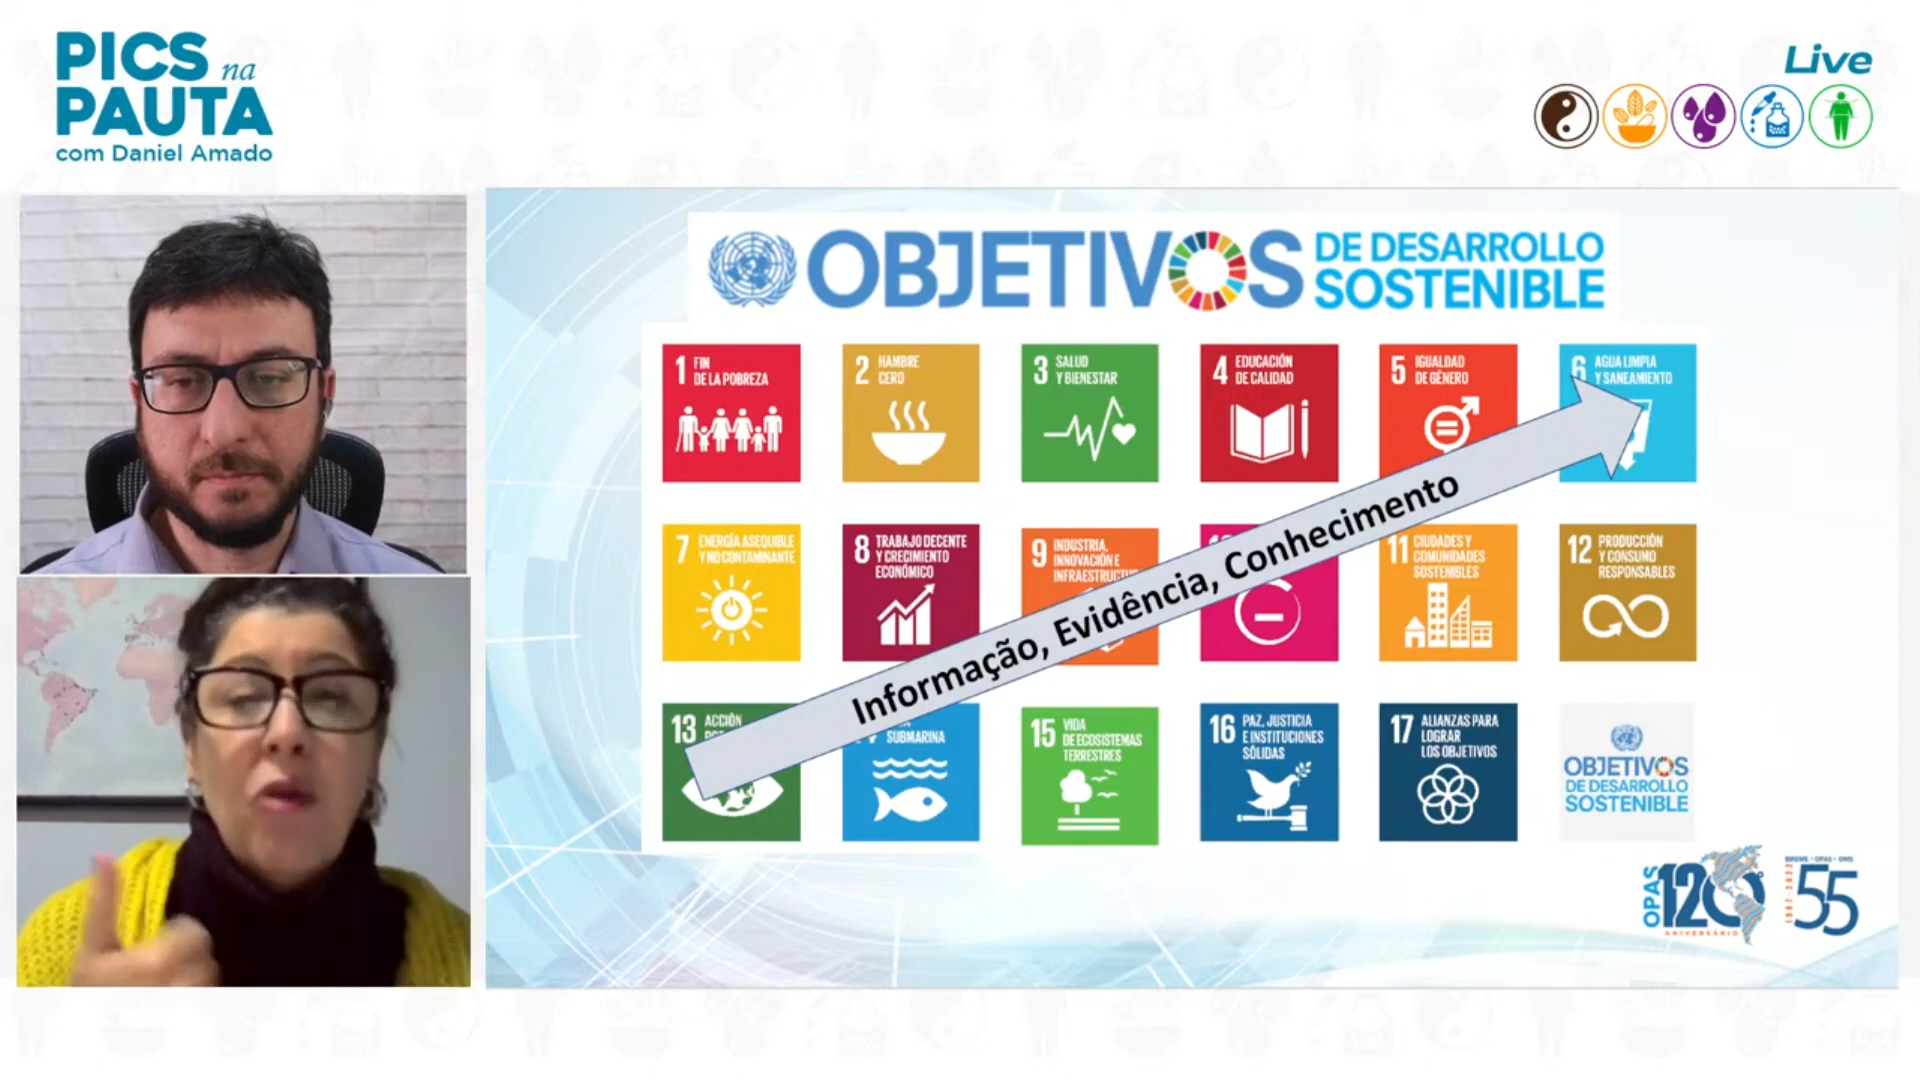 PICS na
PAUTA
com Daniel Amado
Live
OBJETIVOS
DE DESARROLLO
SOSTENIBLE
1 FIN
DE LA POBREZA
2 HAMBRE
CERO
3 SALUD
Y BIENESTAR
4 EDUCACIÓN
DE CALIDAD
5 IGUALDAD
DE GÉNERO
6 AGUA LIMPIA
Y SANEAMIENTO
7 ENERGÍA ASEQUIBLE
Y NO CONTAMINANTE
8 TRABAJO DECENTE
Y CRECIMIENTO
ECONÓMICO
9 INDUSTRIA,
INNOVACIÓN E
Informação, Evidência, Conhecimento
11 CIUDADES Y
COMUNIDADES
SOSTENIBLES
12 PRODUCCIÓN
Y CONSUMO
RESPONSABLES
13 ACCIÓN
SUBMARINA
15 VIDA
DE ECOSISTEMAS
TERRESTRES
16 PAZ, JUSTICIA
E INSTITUCIONES
SÓLIDAS
17 ALIANZAS PARA
LOGRAR
LOS OBJETIVOS
OBJETIVOS
DE DESARROLLO
SOSTENIBLE
OPAS 120
ANIVERSÁRIO
BIREME • OPAS • OMS
55